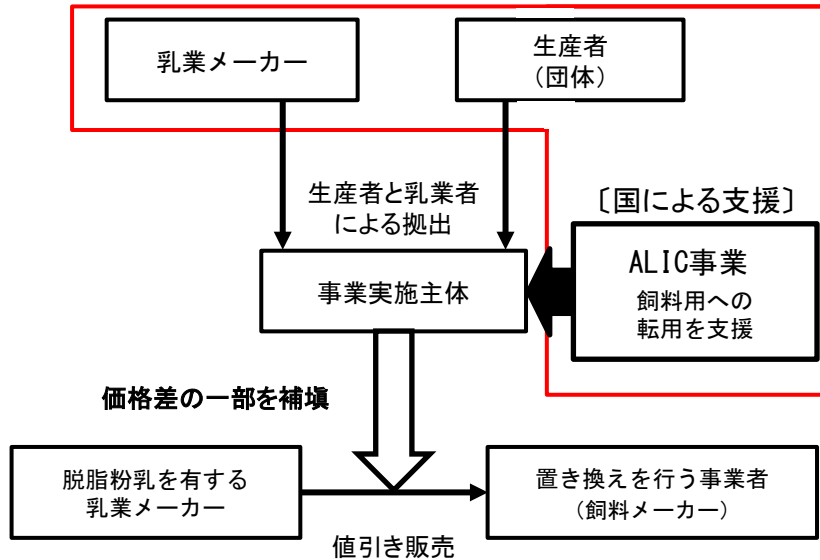 乳業メーカー
生産者
（団体）
生産者と乳業者
による拠出
〔国による支援〕
事業実施主体
ALIC事業
飼料用への
転用を支援
価格差の一部を補塡
脱脂粉乳を有する
乳業メーカー
置き換えを行う事業者
（飼料メーカー）
値引き販売